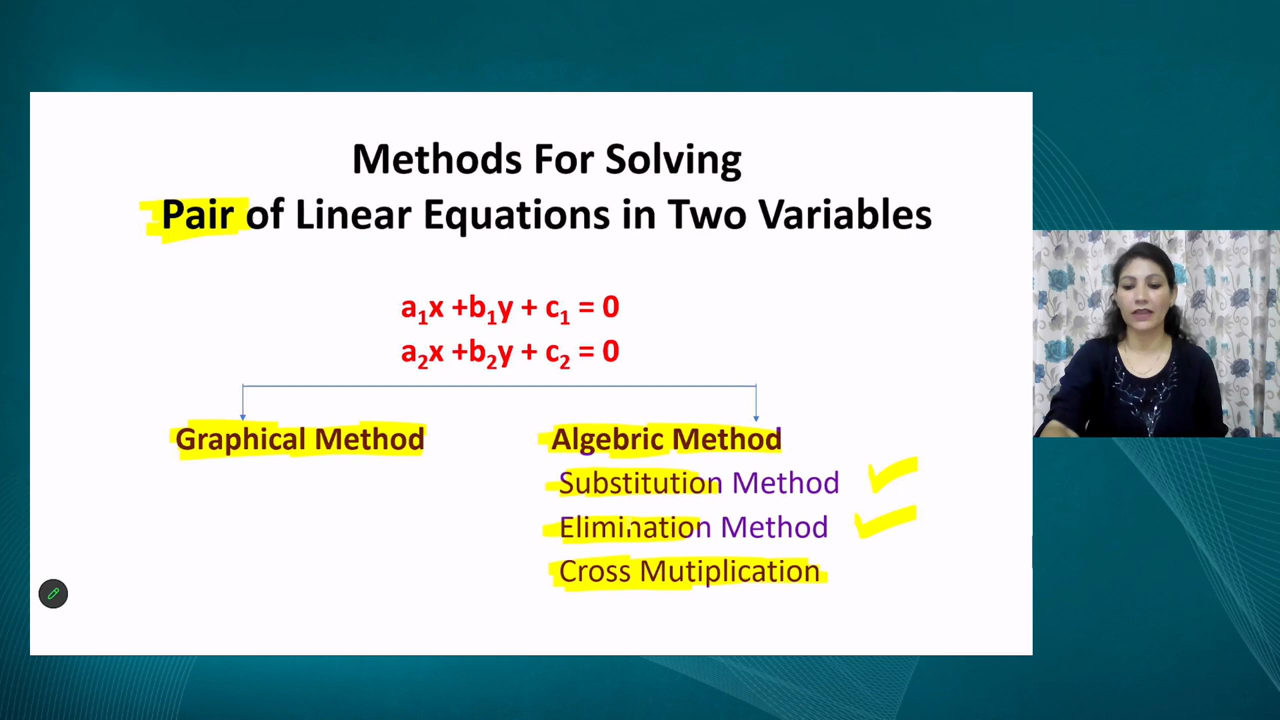 Methods For Solving
Pair of Linear Equations in Two Variables
a₁x +b₁y + c₁ = 0
a₂x +b₂y + c₂ = 0
Graphical Method
Algebric Method
Substitution Method
Elimination Method
Cross Mutiplication